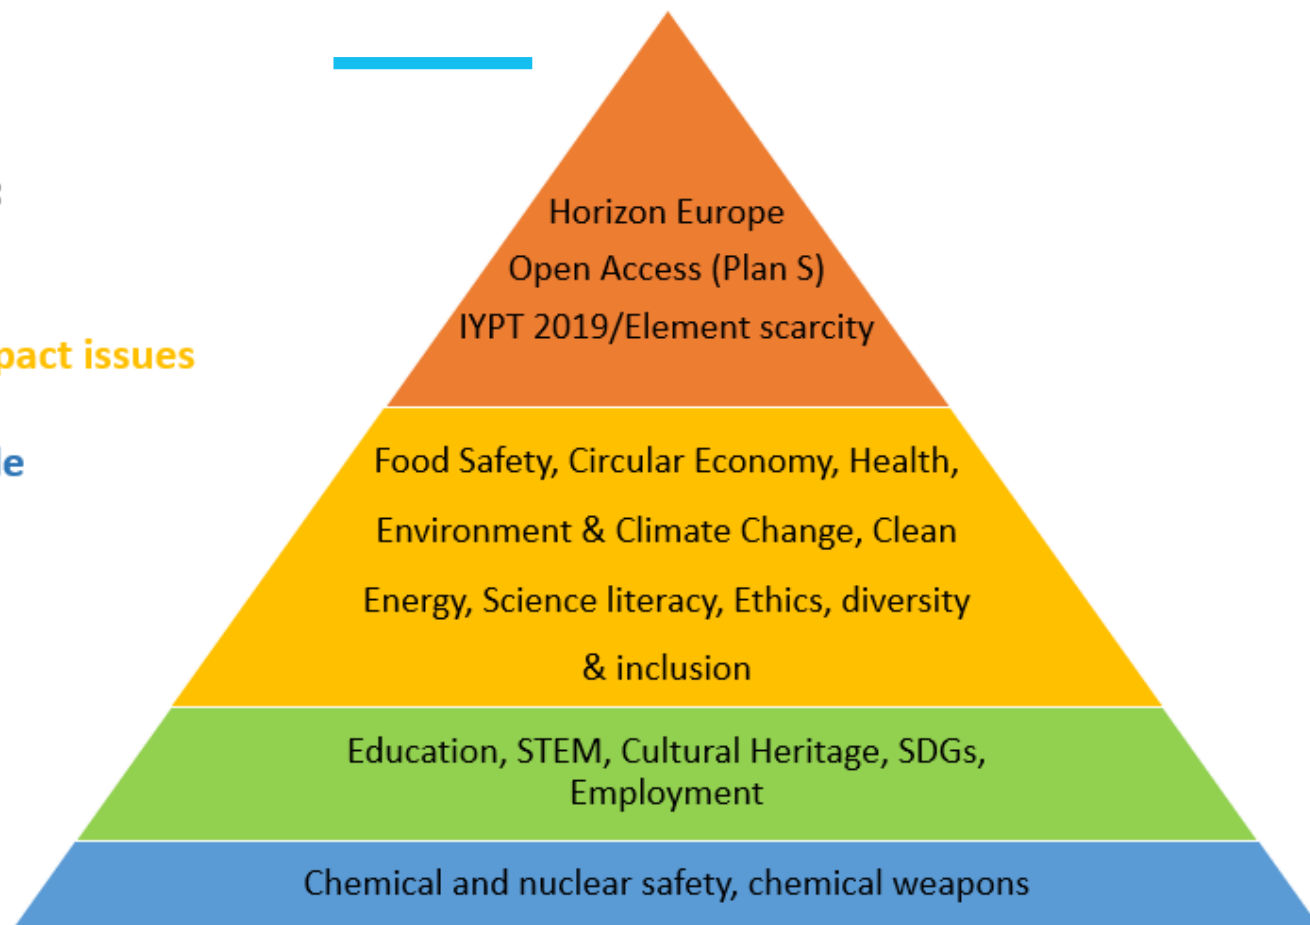 pact issues
le
Horizon Europe
Open Access (Plan S)
IYPT 2019/Element scarcity
Food Safety, Circular Economy, Health,
Environment & Climate Change, Clean
Energy, Science literacy, Ethics, diversity
& inclusion
Education, STEM, Cultural Heritage, SDGs,
Employment
Chemical and nuclear safety, chemical weapons